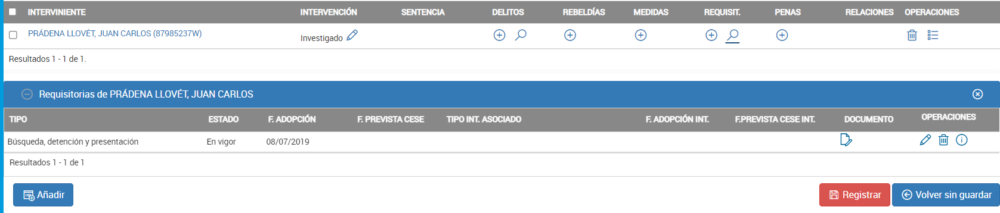 INTERVINIENTE INTERVENCIÓN SENTENCIA DELITOS REBELDÍAS MEDIDAS REQUISIT. PENAS RELACIONES OPERACIONES
PRÁDENA LLOVÉT, JUAN CARLOS (87985237W) Investigado
Resultados 1 - 1 de 1.
Requisitorias de PRÁDENA LLOVÉT, JUAN CARLOS
TIPO ESTADO F. ADOPCIÓN F. PREVISTA CESE TIPO INT. ASOCIADO F. ADOPCIÓN INT. F.PREVISTA CESE INT. DOCUMENTO OPERACIONES
Búsqueda, detención y presentación En vigor 08/07/2019
Resultados 1 - 1 de 1
Añadir Registrar Volver sin guardar